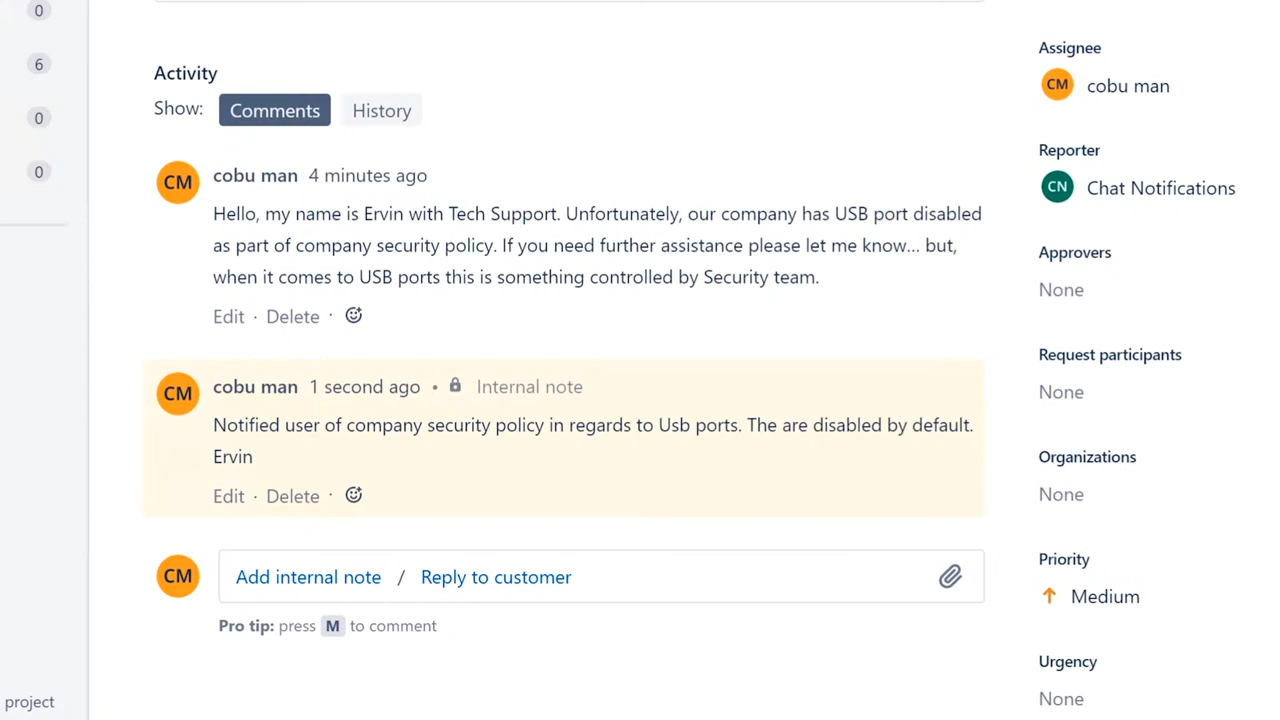 0
6
0
0
project
Activity
Show: Comments History
CM cobu man 4 minutes ago
Hello, my name is Ervin with Tech Support. Unfortunately, our company has USB port disabled
as part of company security policy. If you need further assistance please let me know... but,
when it comes to USB ports this is something controlled by Security team.
Edit · Delete ·
CM cobu man 1 second ago • Internal note
Notified user of company security policy in regards to Usb ports. The are disabled by default.
Ervin
Edit · Delete ·
CM Add internal note / Reply to customer
Pro tip: press M to comment
Assignee
CM cobu man
Reporter
CN Chat Notifications
Approvers
None
Request participants
None
Organizations
None
Priority
Medium
Urgency
None